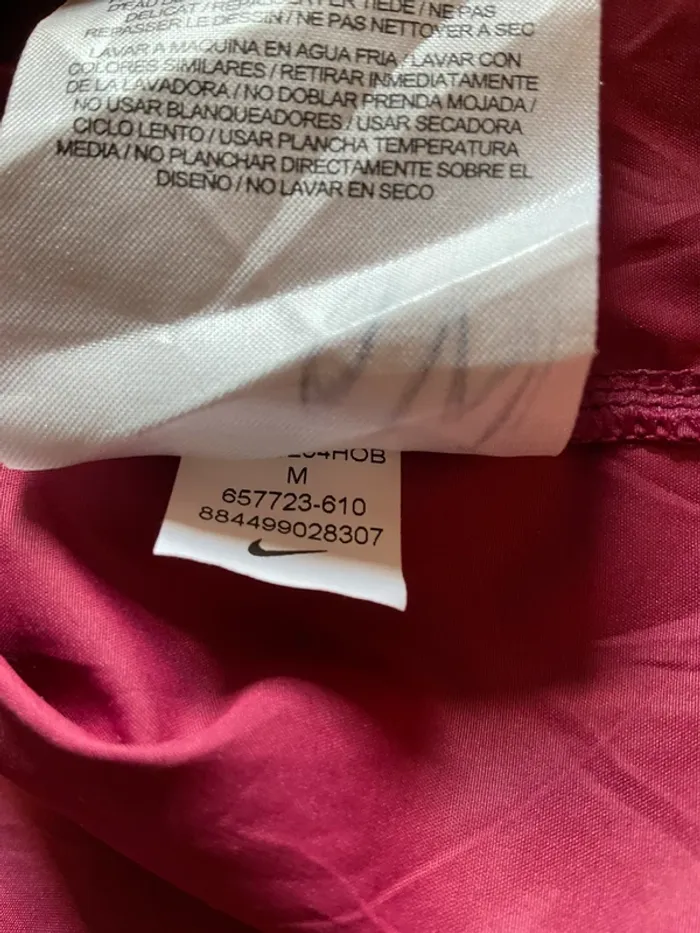 REPASSER LE DESSIN / NE PAS NETTOYER A SEC
LAVAR A MAQUINA EN AGUA FRIA / LAVAR CON
COLORES SIMILARES / RETIRAR INMEDIATAMENTE
DE LA LAVADORA / NO DOBLAR PRENDA MOJADA /
NO USAR BLANQUEADORES / USAR SECADORA
CICLO LENTO / USAR PLANCHA TEMPERATURA
MEDIA / NO PLANCHAR DIRECTAMENTE SOBRE EL
DISEÑO / NO LAVAR EN SECO
M
657723-610
884499028307